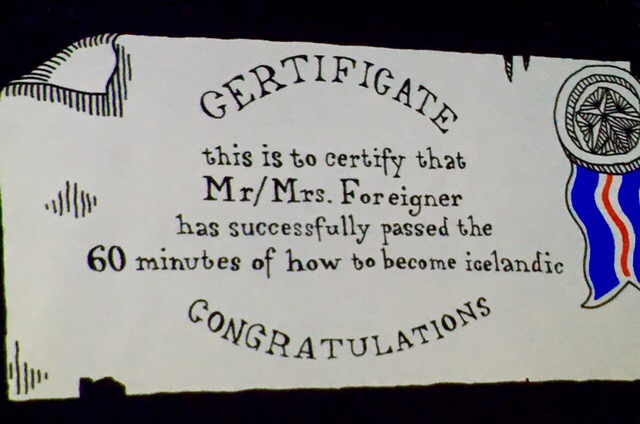 CERTIFICATE
this is to certify that
Mr/Mrs. Foreigner
has successfully passed the
60 minutes of how to become icelandic
CONGRATULATIONS